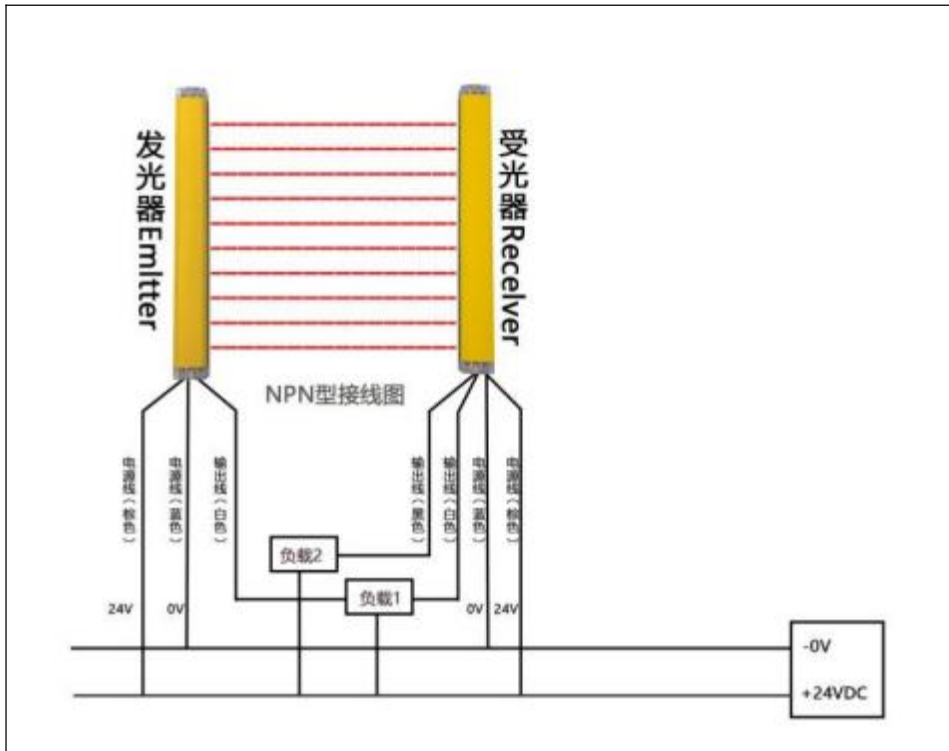 发光器Emltter
受光器Recelver
NPN型接线图
电源线(棕色)
电源线(蓝色)
输出线(白色)
输出线(黑色)
输出线(白色)
电源线(蓝色)
电源线(棕色)
负载2
负载1
24V
0V
0V
24V
-0V
+24VDC